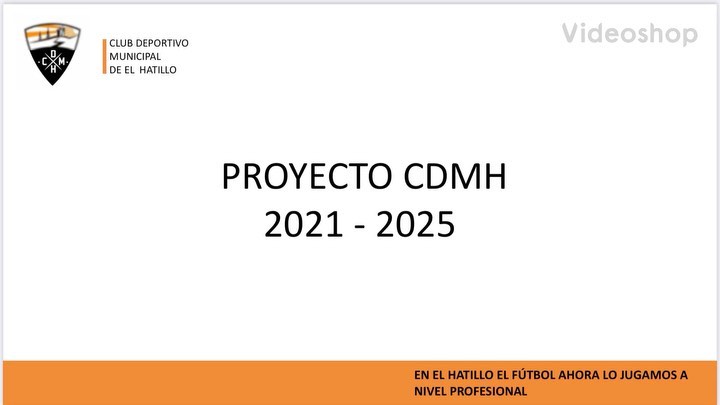 CDHM
CLUB DEPORTIVO
MUNICIPAL
DE EL HATILLO
Videoshop
PROYECTO CDMH
2021 - 2025
EN EL HATILLO EL FÚTBOL AHORA LO JUGAMOS A
NIVEL PROFESIONAL